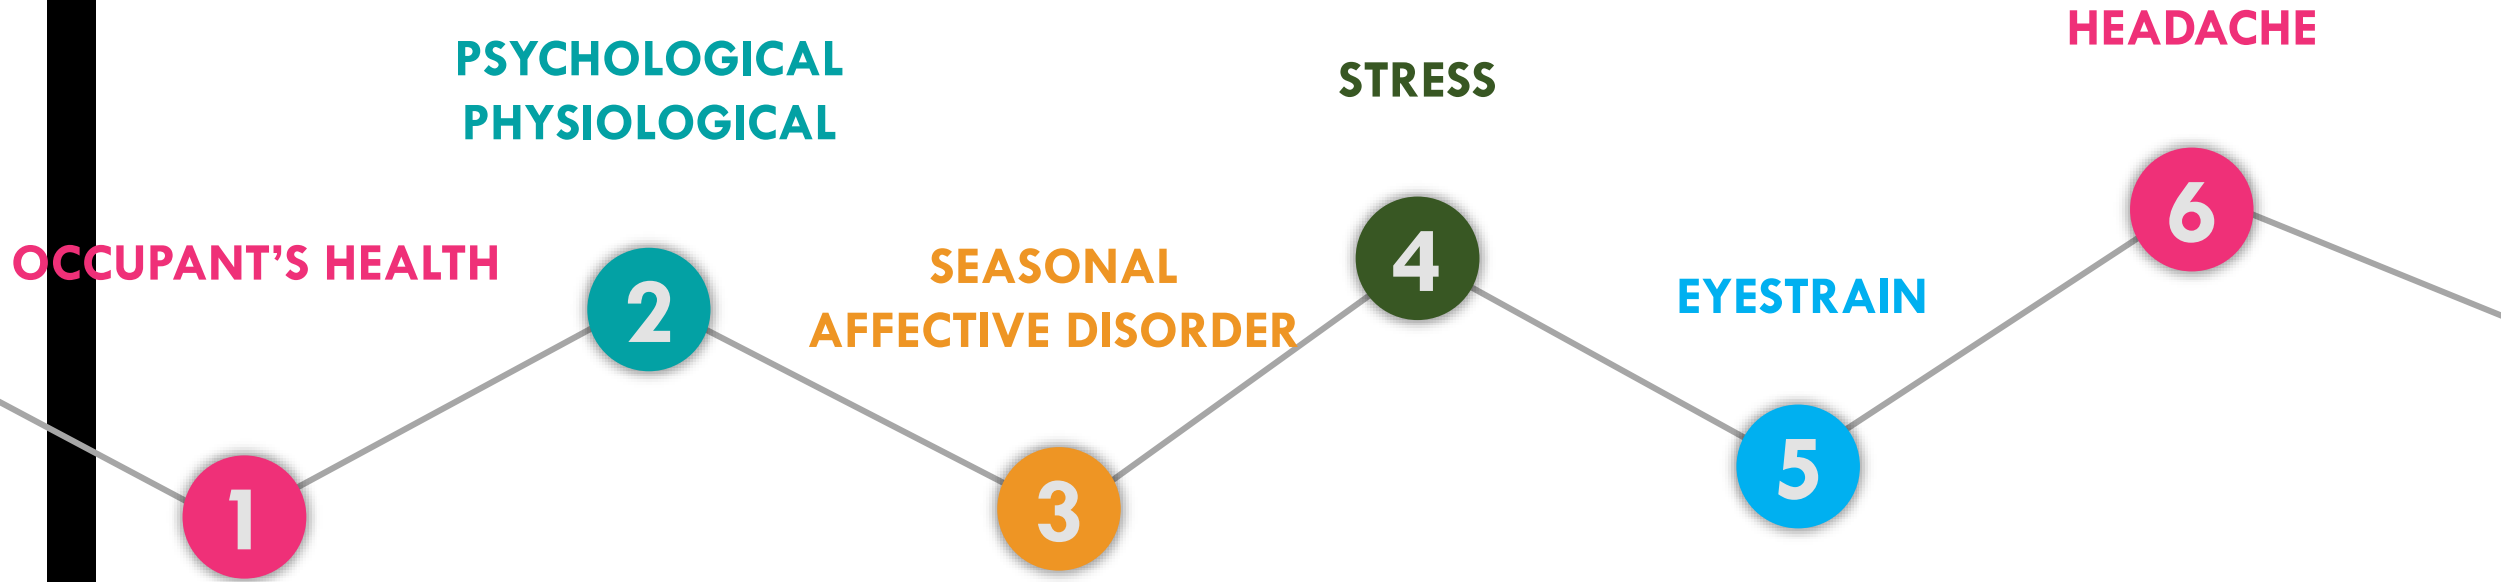 OCCUPANT'S HEALTH
1
PSYCHOLOGICAL
PHYSIOLOGICAL
2
SEASONAL
AFFECTIVE DISORDER
3
STRESS
4
EYESTRAIN
5
HEADACHE
6